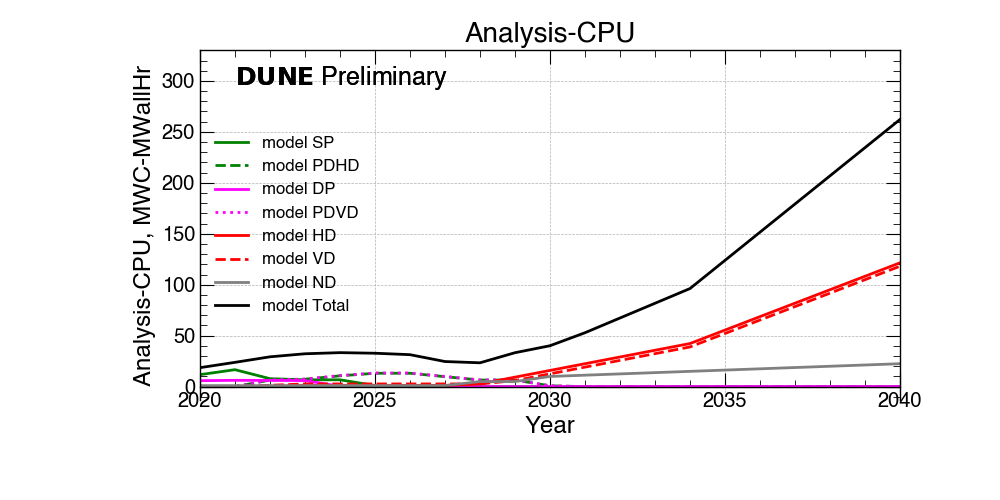 Analysis-CPU
DUNE Preliminary
Analysis-CPU, MWC-MWallHr
300
250
200
150
100
50
0
model SP
model PDHD
model DP
model PDVD
model HD
model VD
model ND
model Total
2020 2025 2030 2035 2040
Year